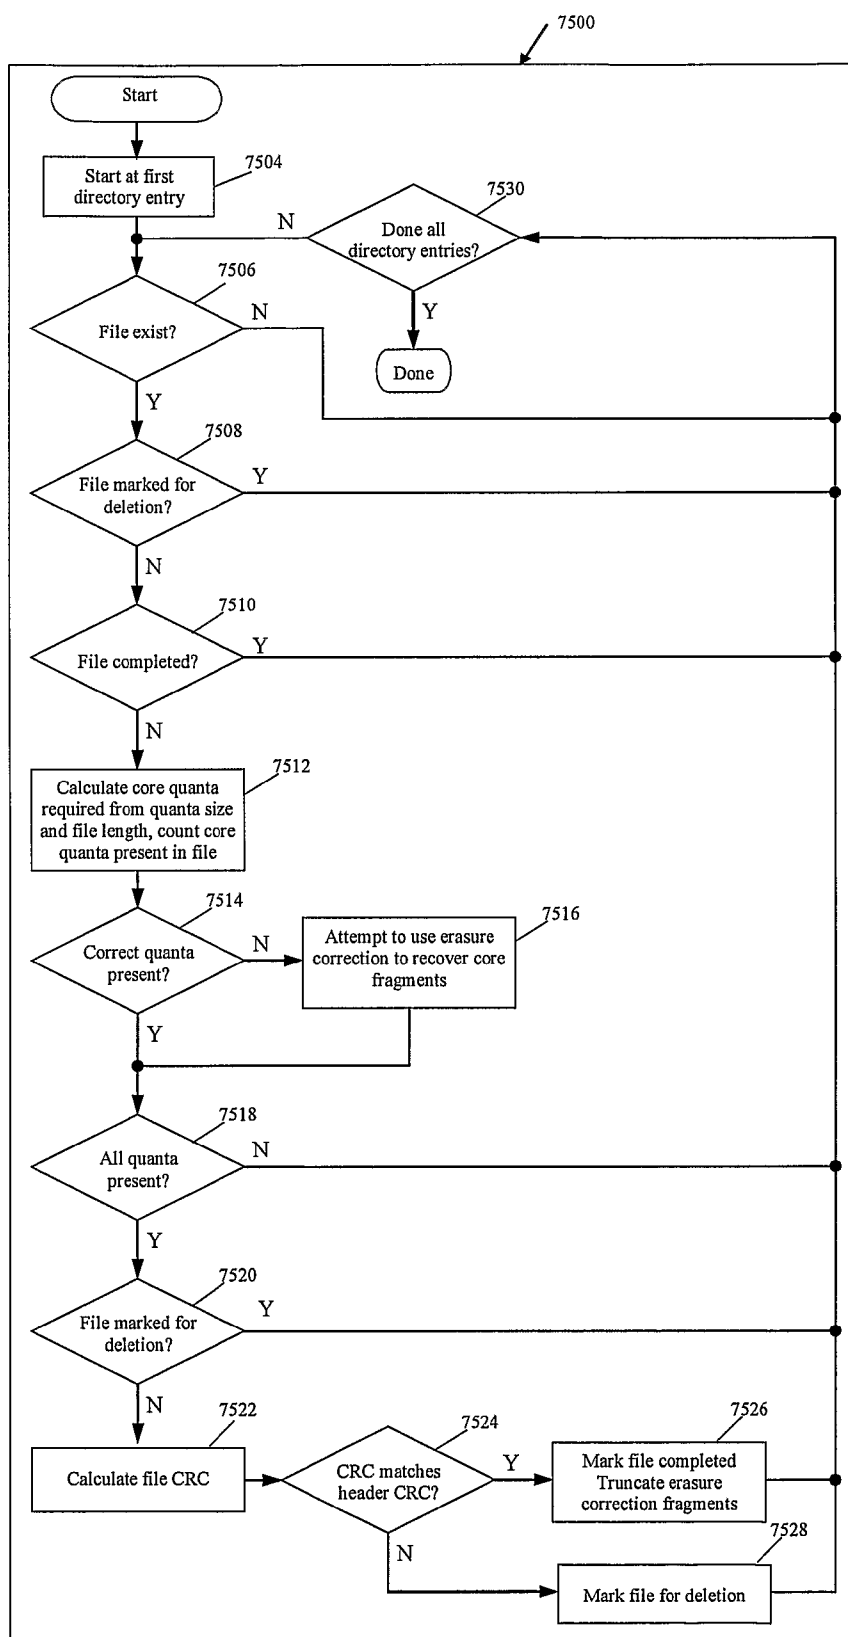 7500
Start
7504
Start at first
directory entry
7530
Done all
directory entries?
N
Y
Done
7506
File exist?
N
Y
7508
File marked for
deletion?
Y
N
7510
File completed?
Y
N
7512
Calculate core quanta
required from quanta size
and file length, count core
quanta present in file
7514
Correct quanta
present?
N
Y
7516
Attempt to use erasure
correction to recover core
fragments
7518
All quanta
present?
N
Y
7520
File marked for
deletion?
Y
N
7522
Calculate file CRC
7524
CRC matches
header CRC?
Y
N
7526
Mark file completed
Truncate erasure
correction fragments
7528
Mark file for deletion